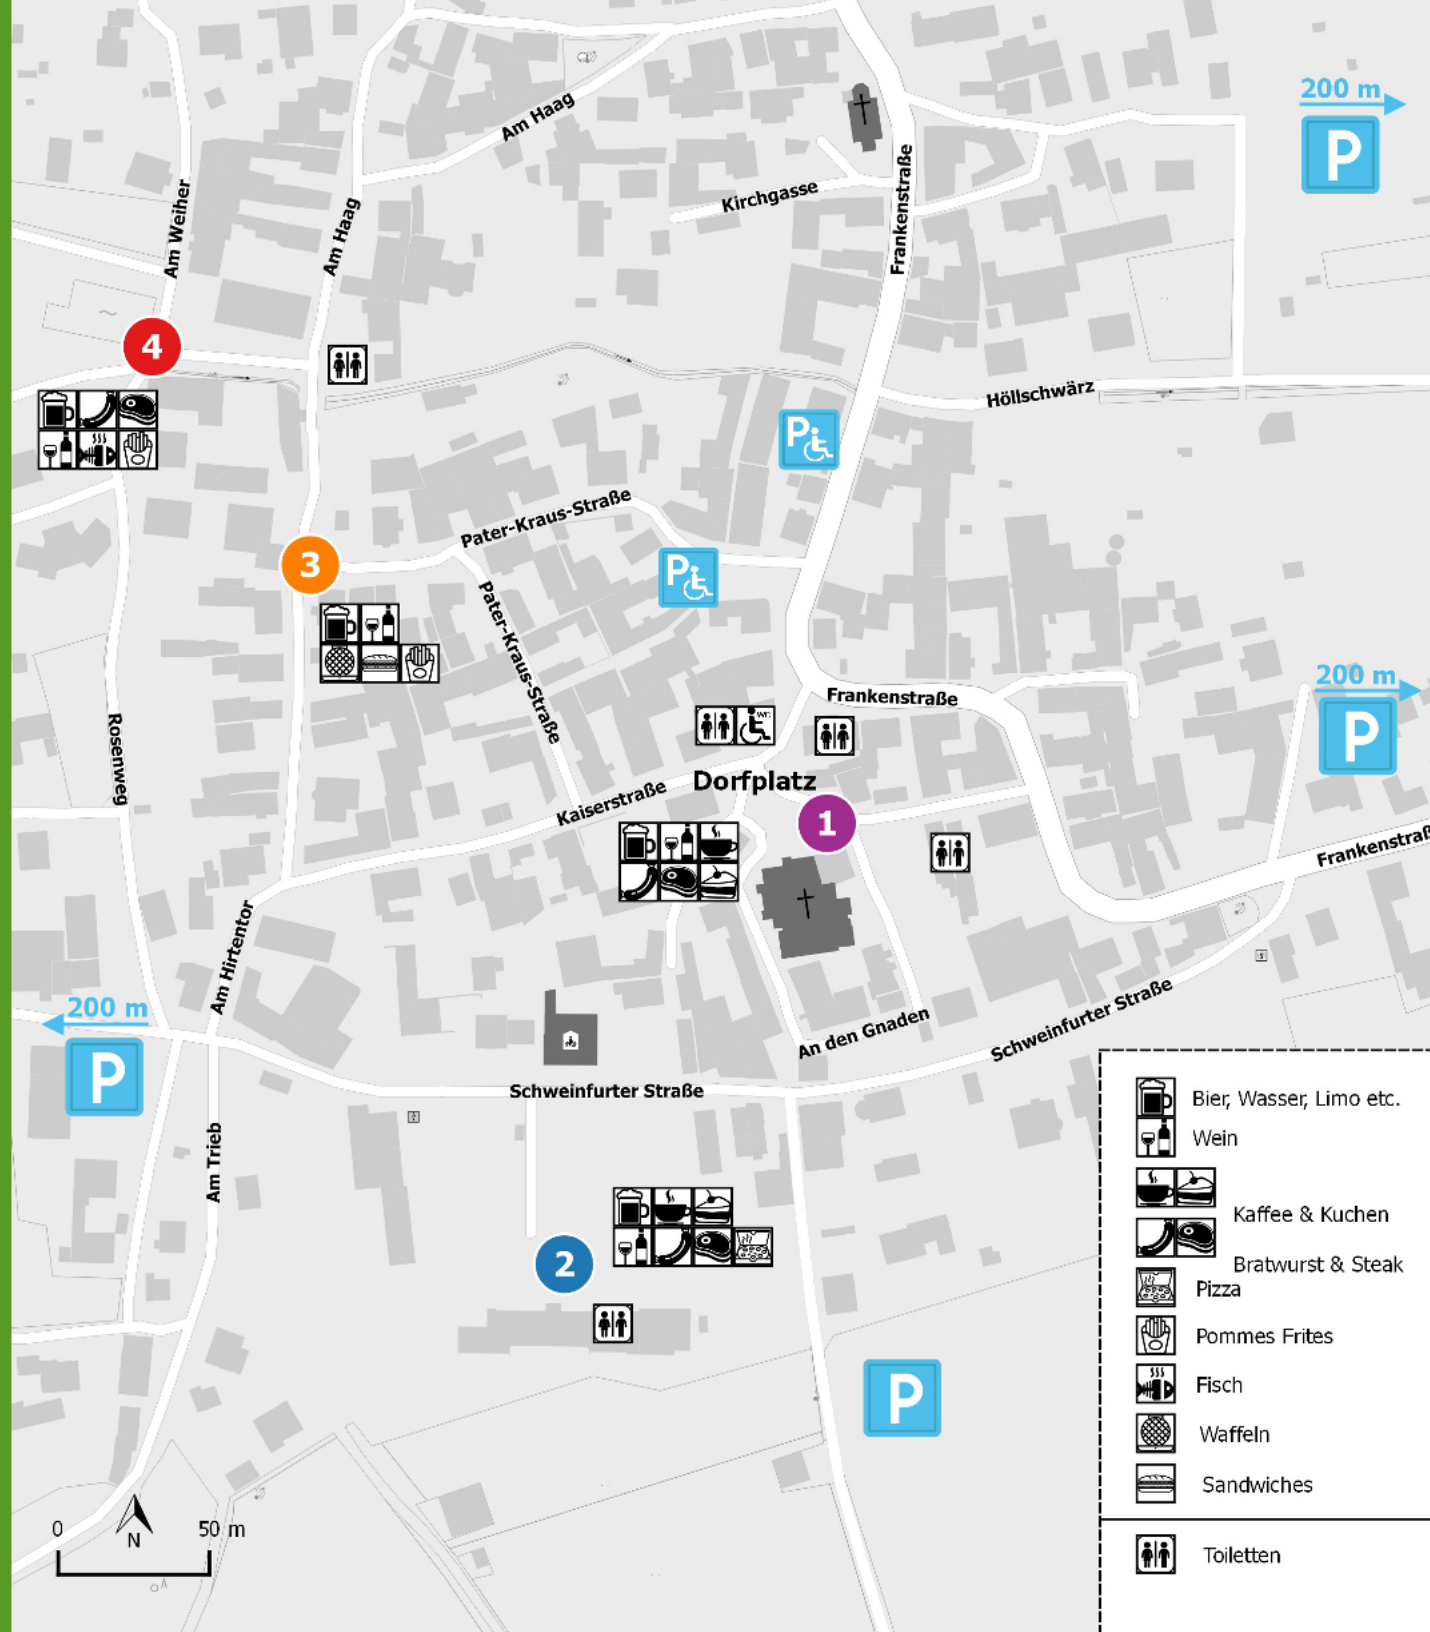 200 m
P
Am Haag
Kirchgasse
Frankenstraße
Am Weiher
Am Haag
4
Höllschwärz
P
Pater-Kraus-Straße
3
P
Pater-Kraus-Straße
200 m
P
Frankenstraße
WC
Rosenweg
Dorfplatz
Kaiserstraße
1
Frankenstraß
Am Hirtentor
200 m
P
An den Gnaden
Schweinfurter Straße
Schweinfurter Straße
Am Trieb
2
P
Bier, Wasser, Limo etc.
Wein
Kaffee & Kuchen
Bratwurst & Steak
Pizza
Pommes Frites
Fisch
Waffeln
Sandwiches
Toiletten
0
50 m
N